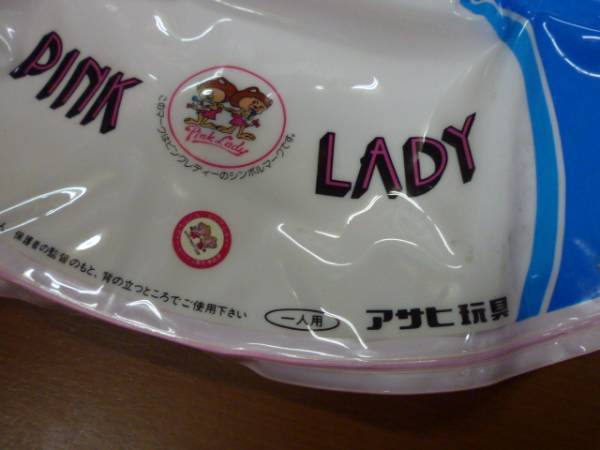 PINK
LADY
Pink Lady
このマークはピンクレディーのシンボルマークです。
保護者の監督のもと、背の立つところでご使用下さい
一人用
アサヒ玩具